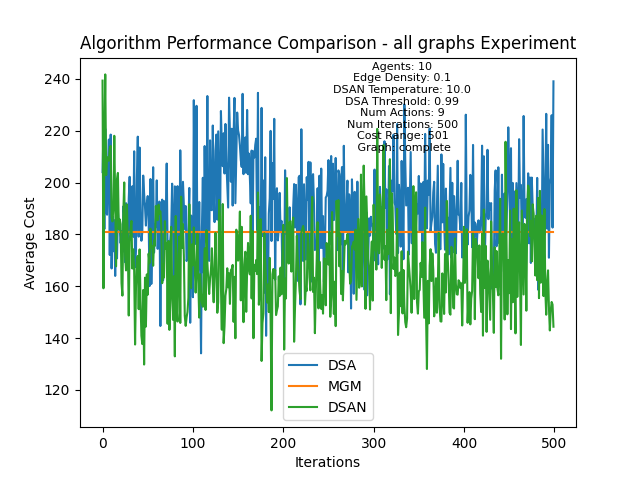 Algorithm Performance Comparison - all graphs Experiment
Agents: 10
Edge Density: 0.1
DSAN Temperature: 10.0
DSA Threshold: 0.99
Num Actions: 9
Num Iterations: 500
Cost Range: 501
Graph: complete
Average Cost
240
220
200
180
160
140
120
DSA
MGM
DSAN
0
100
200
300
400
500
Iterations